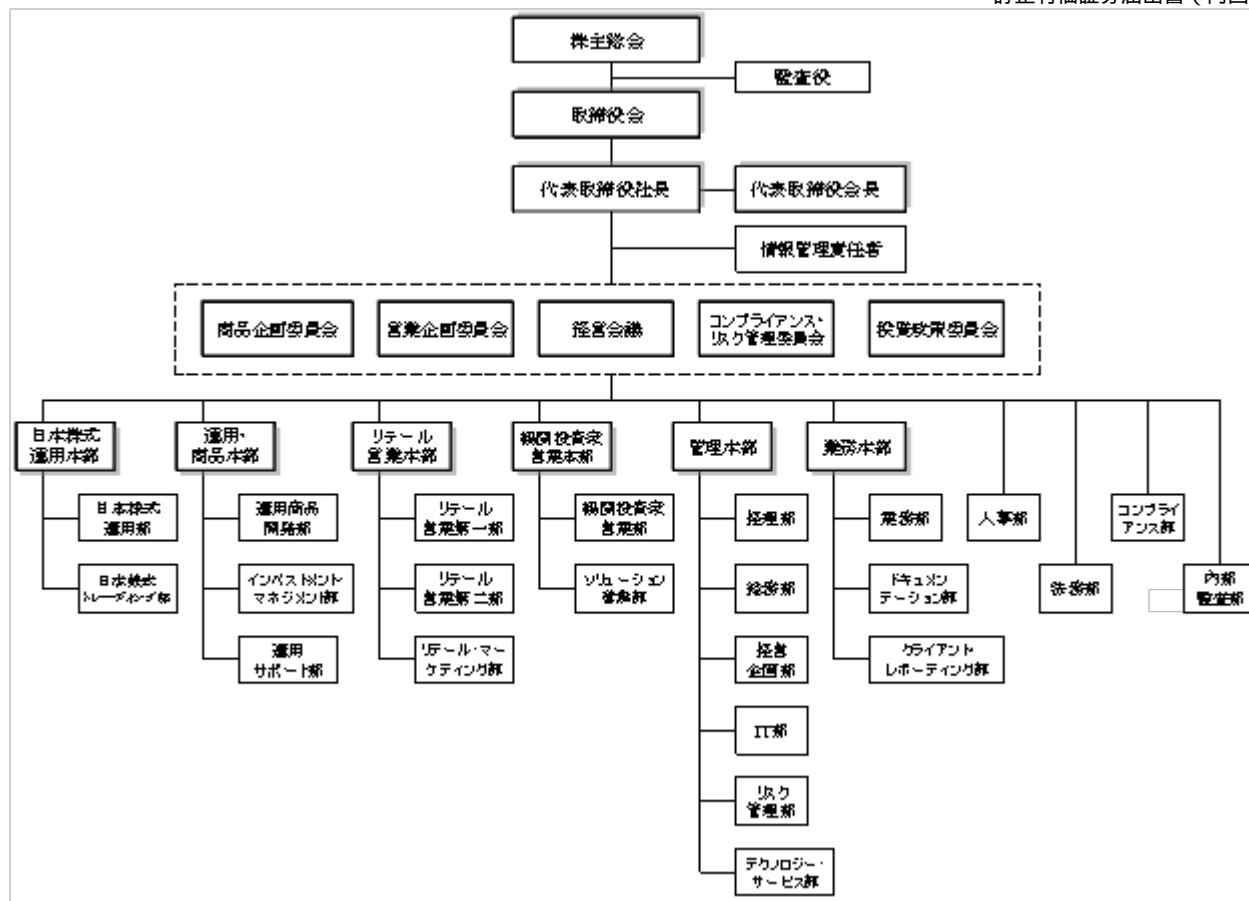 訂正有価証券届出書（内国
株主総会
監査役
取締役会
代表取締役社長
代表取締役会長
情報管理責任者
商品企画委員会
営業企画委員会
経営会議
コンプライアンス・
リスク管理委員会
投資政策委員会
日本株式
運用本部
運用・
商品本部
リテール
営業本部
機関投資家
営業本部
管理本部
業務本部
日本株式
運用部
運用商品
開発部
リテール
営業第一部
機関投資家
営業部
経理部
業務部
人事部
コンプライ
アンス部
日本株式
トレーディング部
インベストメント
マネジメント部
リテール
営業第二部
ソリューション
営業部
総務部
ドキュメン
テーション部
法務部
内部
監査部
運用
サポート部
リテール・マー
ケティング部
経営
企画部
クライアント
レポーティング部
IT部
リスク
管理部
テクノロジー・
サービス部